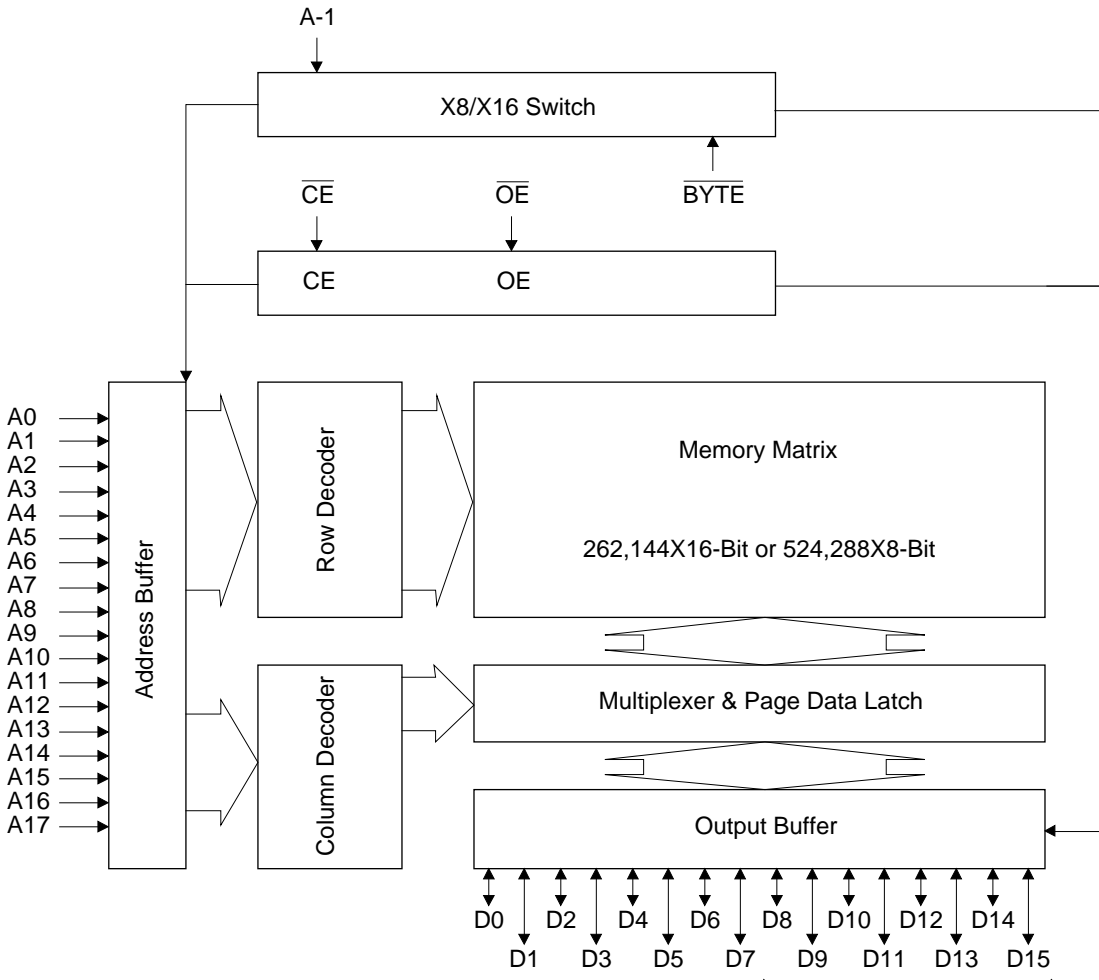 A-1
X8/X16 Switch
CE OE BYTE
CE OE
A0
A1
A2
A3
A4
A5
A6
A7
A8
A9
A10
A11
A12
A13
A14
A15
A16
A17
Address Buffer
Row Decoder
Memory Matrix
262,144X16-Bit or 524,288X8-Bit
Column Decoder
Multiplexer & Page Data Latch
Output Buffer
D0 D2 D4 D6 D8 D10 D12 D14
D1 D3 D5 D7 D9 D11 D13 D15